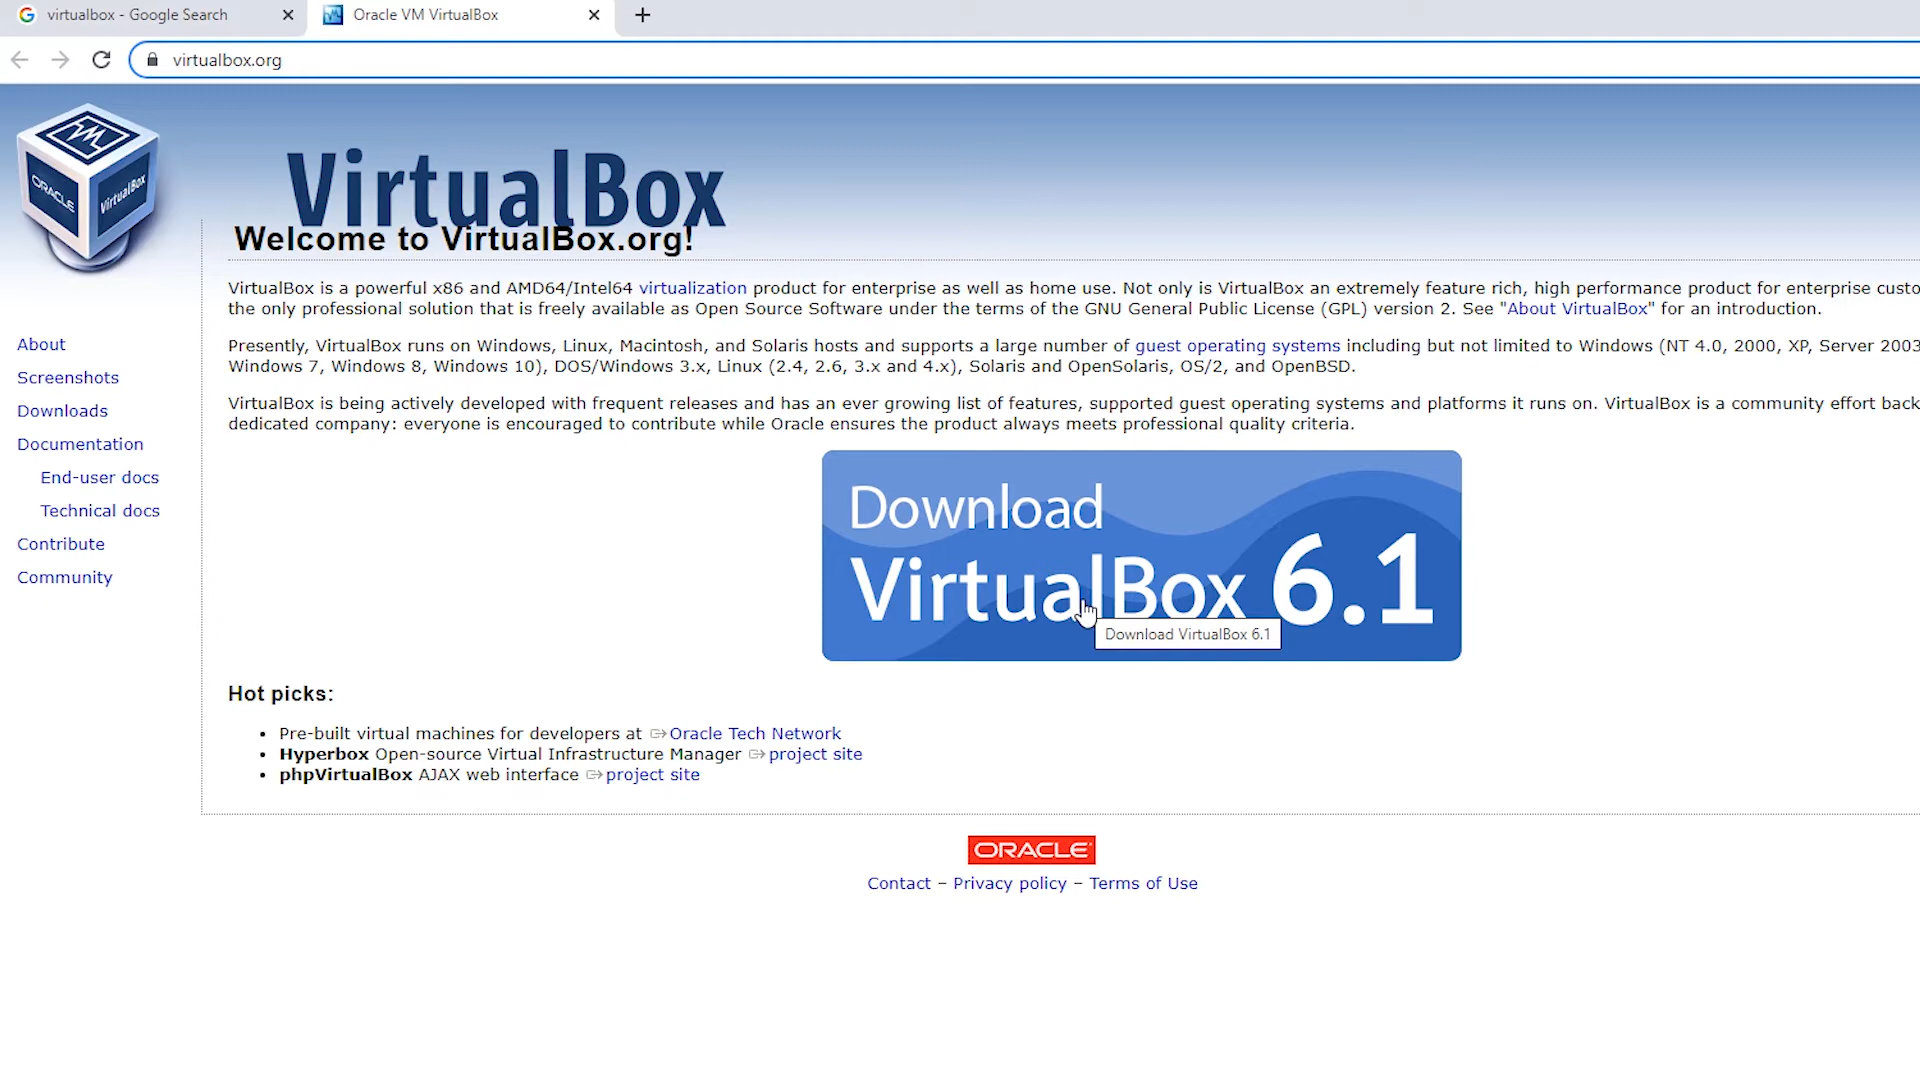 virtualbox - Google Search
Oracle VM VirtualBox
virtualbox.org
ORACLE
VirtualBox
VirtualBox
Welcome to VirtualBox.org!
VirtualBox is a powerful x86 and AMD64/Intel64 virtualization product for enterprise as well as home use. Not only is VirtualBox an extremely feature rich, high performance product for enterprise custo
the only professional solution that is freely available as Open Source Software under the terms of the GNU General Public License (GPL) version 2. See "About VirtualBox" for an introduction.
Presently, VirtualBox runs on Windows, Linux, Macintosh, and Solaris hosts and supports a large number of guest operating systems including but not limited to Windows (NT 4.0, 2000, XP, Server 2003
Windows 7, Windows 8, Windows 10), DOS/Windows 3.x, Linux (2.4, 2.6, 3.x and 4.x), Solaris and OpenSolaris, OS/2, and OpenBSD.
VirtualBox is being actively developed with frequent releases and has an ever growing list of features, supported guest operating systems and platforms it runs on. VirtualBox is a community effort back
dedicated company: everyone is encouraged to contribute while Oracle ensures the product always meets professional quality criteria.
About
Screenshots
Downloads
Documentation
End-user docs
Technical docs
Contribute
Community
Download
VirtualBox 6.1
Download VirtualBox 6.1
Hot picks:
Pre-built virtual machines for developers at Oracle Tech Network
Hyperbox Open-source Virtual Infrastructure Manager project site
phpVirtualBox AJAX web interface project site
ORACLE
Contact – Privacy policy – Terms of Use